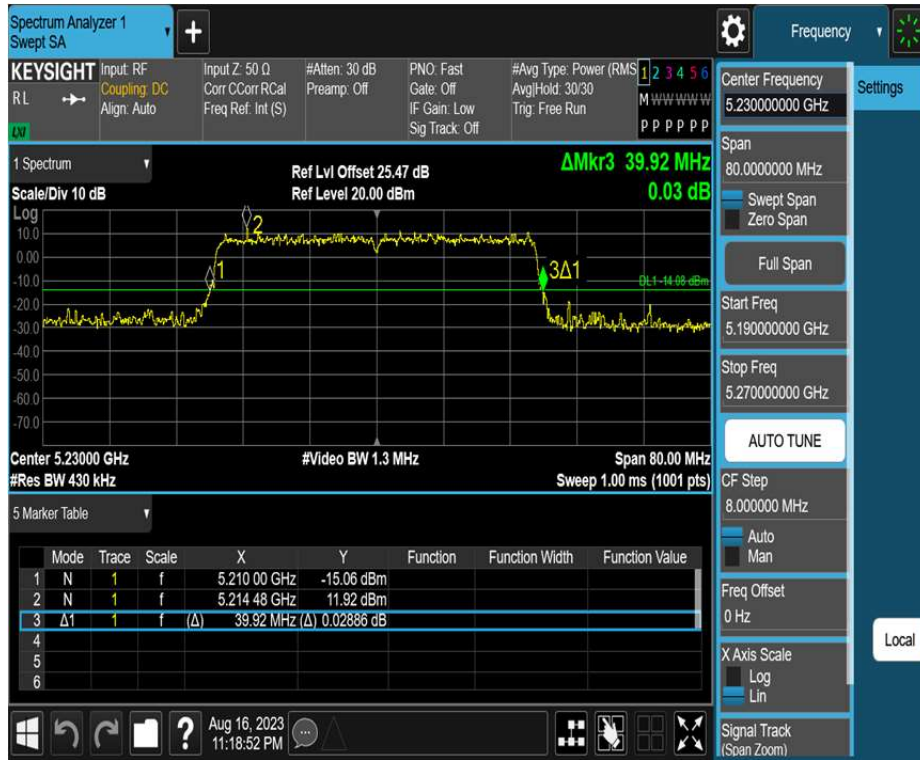 Spectrum Analyzer 1
Swept SA
+
Frequency
KEYSIGHT
RL
LXI
Input: RF
Coupling: DC
Align: Auto
Input Z: 50 Ω
Corr CCorr RCal
Freq Ref: Int (S)
#Atten: 30 dB
Preamp: Off
PNO: Fast
Gate: Off
IF Gain: Low
Sig Track: Off
#Avg Type: Power (RMS
Avg|Hold: 30/30
Trig: Free Run
1 2 3 4 5 6
M W W W W W
P P P P P P
1 Spectrum
Scale/Div 10 dB
Ref Lvl Offset 25.47 dB
Ref Level 20.00 dBm
ΔMkr3 39.92 MHz
0.03 dB
Log
10.0
0.00
-10.0
-20.0
-30.0
-40.0
-50.0
-60.0
-70.0
2
1
3Δ1
DL1 -14.08 dBm
Center 5.23000 GHz
#Video BW 1.3 MHz
Span 80.00 MHz
#Res BW 430 kHz
Sweep 1.00 ms (1001 pts)
5 Marker Table
Mode Trace Scale X Y Function Function Width Function Value
1 N 1 f 5.210 00 GHz -15.06 dBm
2 N 1 f 5.214 48 GHz 11.92 dBm
3 Δ1 1 f (Δ) 39.92 MHz (Δ) 0.02886 dB
4
5
6
?
Aug 16, 2023
11:18:52 PM
Center Frequency
5.23000000 GHz
Settings
Span
80.0000000 MHz
Swept Span
Zero Span
Full Span
Start Freq
5.190000000 GHz
Stop Freq
5.270000000 GHz
AUTO TUNE
CF Step
8.000000 MHz
Auto
Man
Freq Offset
0 Hz
Local
X Axis Scale
Log
Lin
Signal Track
(Span Zoom)